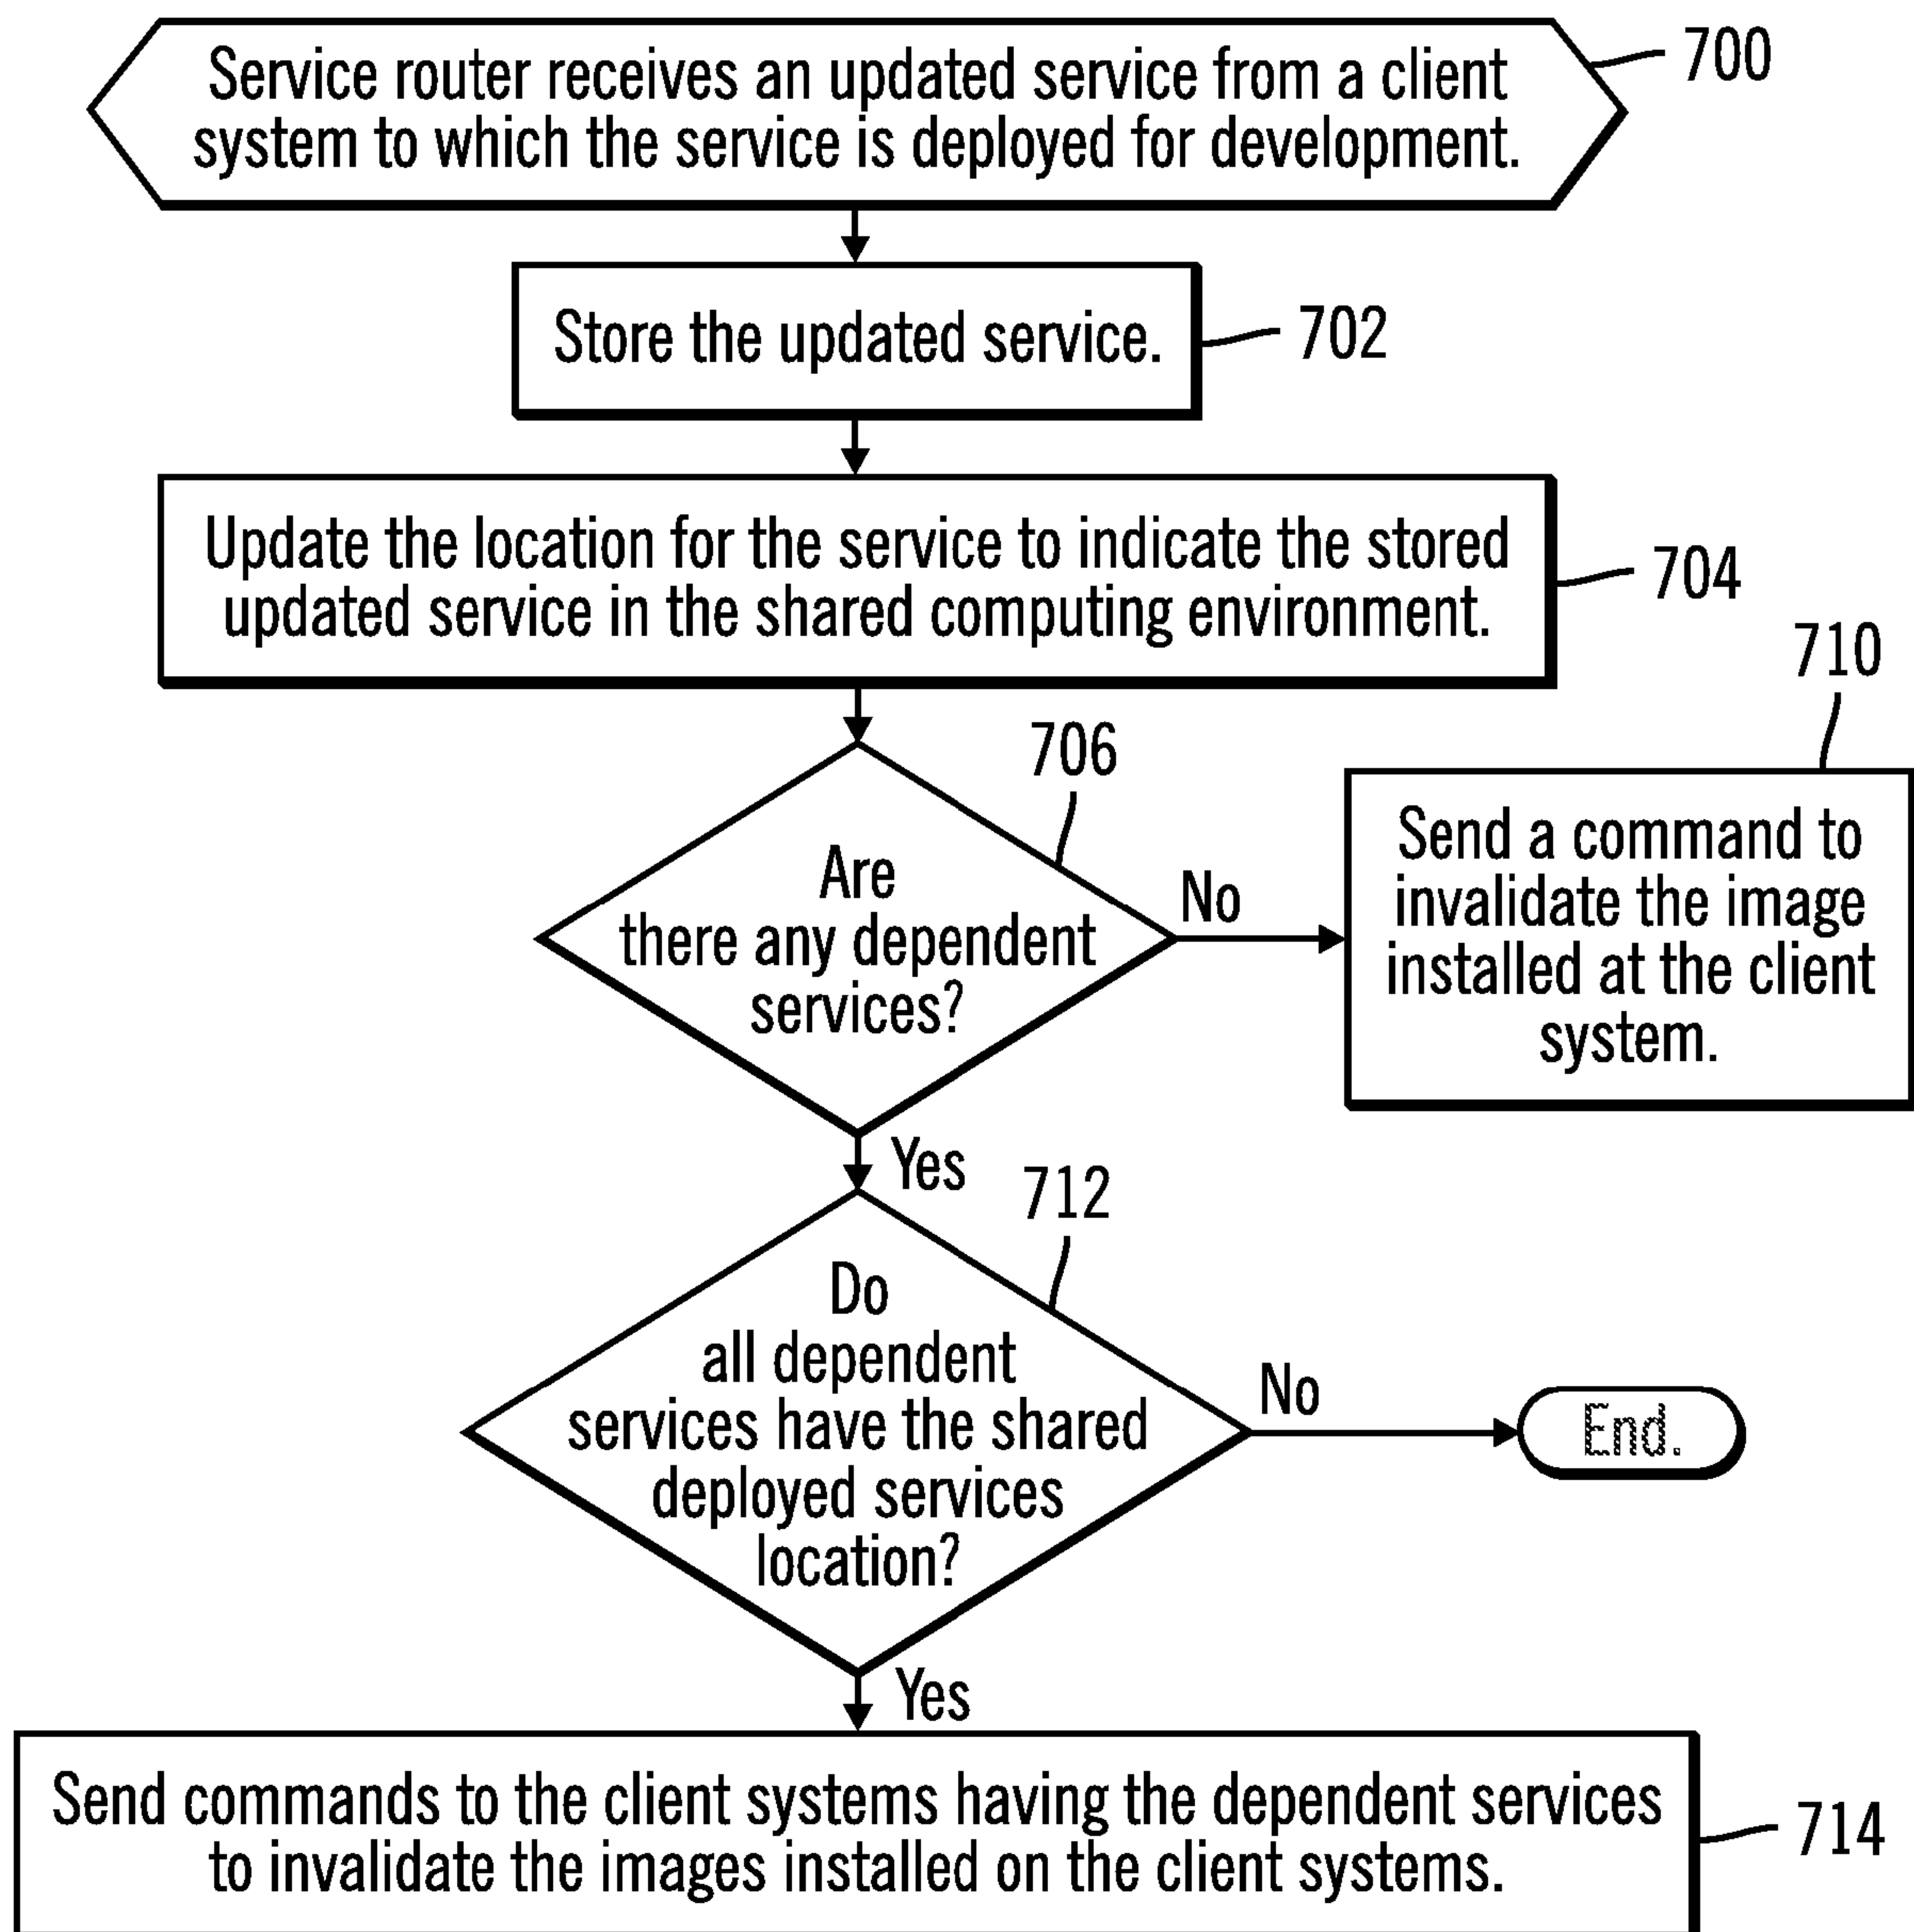 Service router receives an updated service from a client
system to which the service is deployed for development.
700
Store the updated service.
702
Update the location for the service to indicate the stored
updated service in the shared computing environment.
704
706
Are
there any dependent
services?
No
710
Send a command to
invalidate the image
installed at the client
system.
Yes
712
Do
all dependent
services have the shared
deployed services
location?
No
End.
Yes
Send commands to the client systems having the dependent services
to invalidate the images installed on the client systems.
714